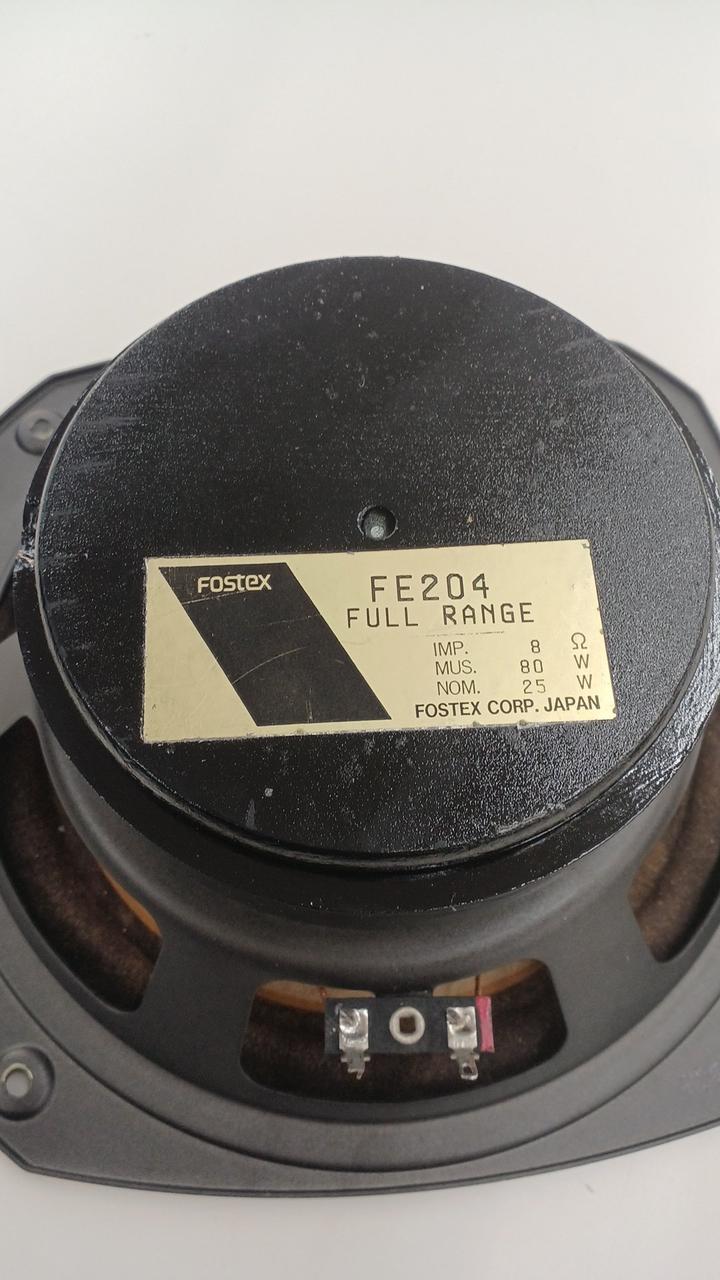 FOSTEX
FE204
FULL RANGE
IMP. 8 Ω
MUS. 80 W
NOM. 25 W
FOSTEX CORP. JAPAN